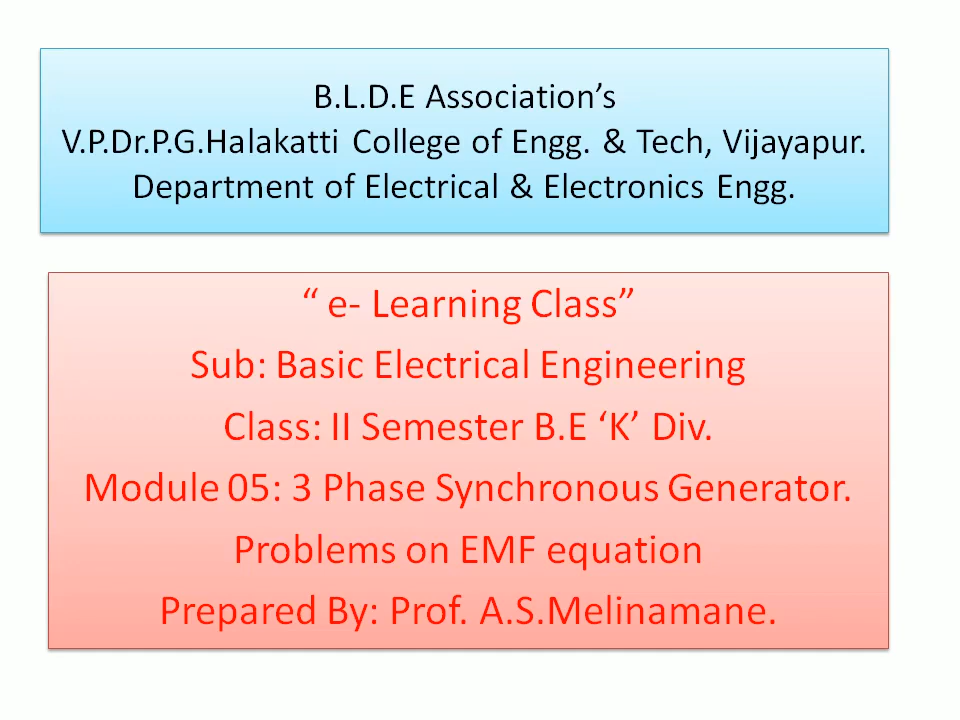 B.L.D.E Association’s
V.P.Dr.P.G.Halakatti College of Engg. & Tech, Vijayapur.
Department of Electrical & Electronics Engg.
“ e- Learning Class”
Sub: Basic Electrical Engineering
Class: II Semester B.E ‘K’ Div.
Module 05: 3 Phase Synchronous Generator.
Problems on EMF equation
Prepared By: Prof. A.S.Melinamane.